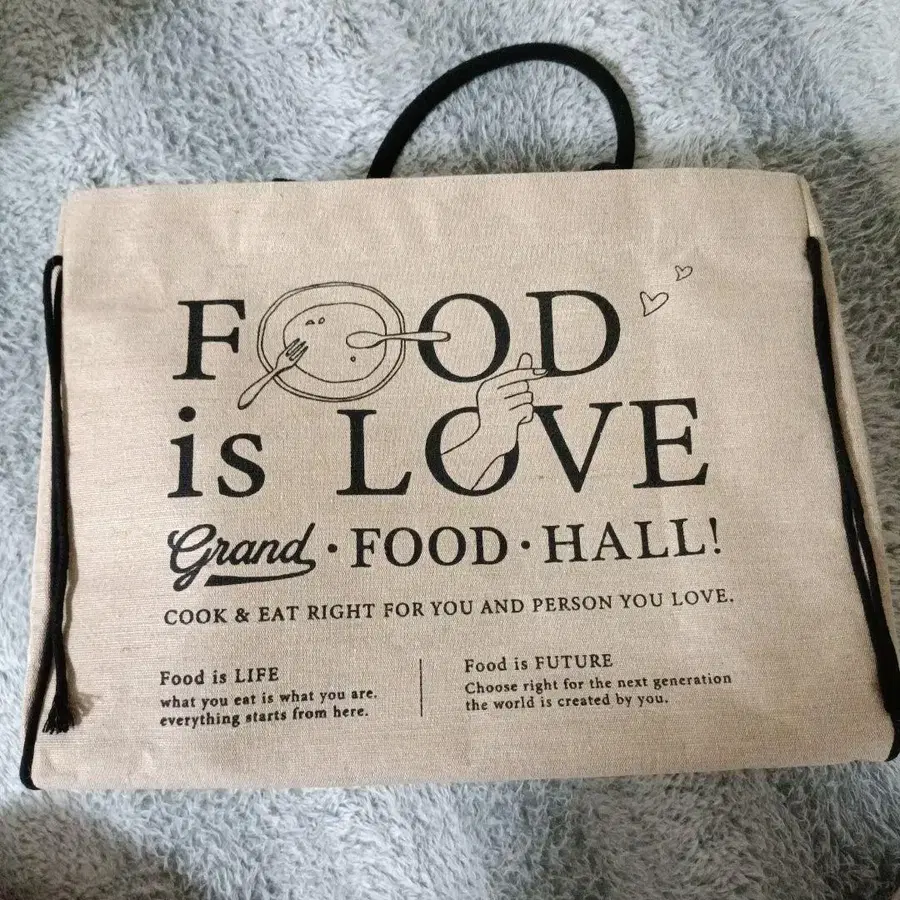 FOOD
is LOVE
Grand · FOOD · HALL!
COOK & EAT RIGHT FOR YOU AND PERSON YOU LOVE.
Food is LIFE
what you eat is what you are.
everything starts from here.
Food is FUTURE
Choose right for the next generation
the world is created by you.